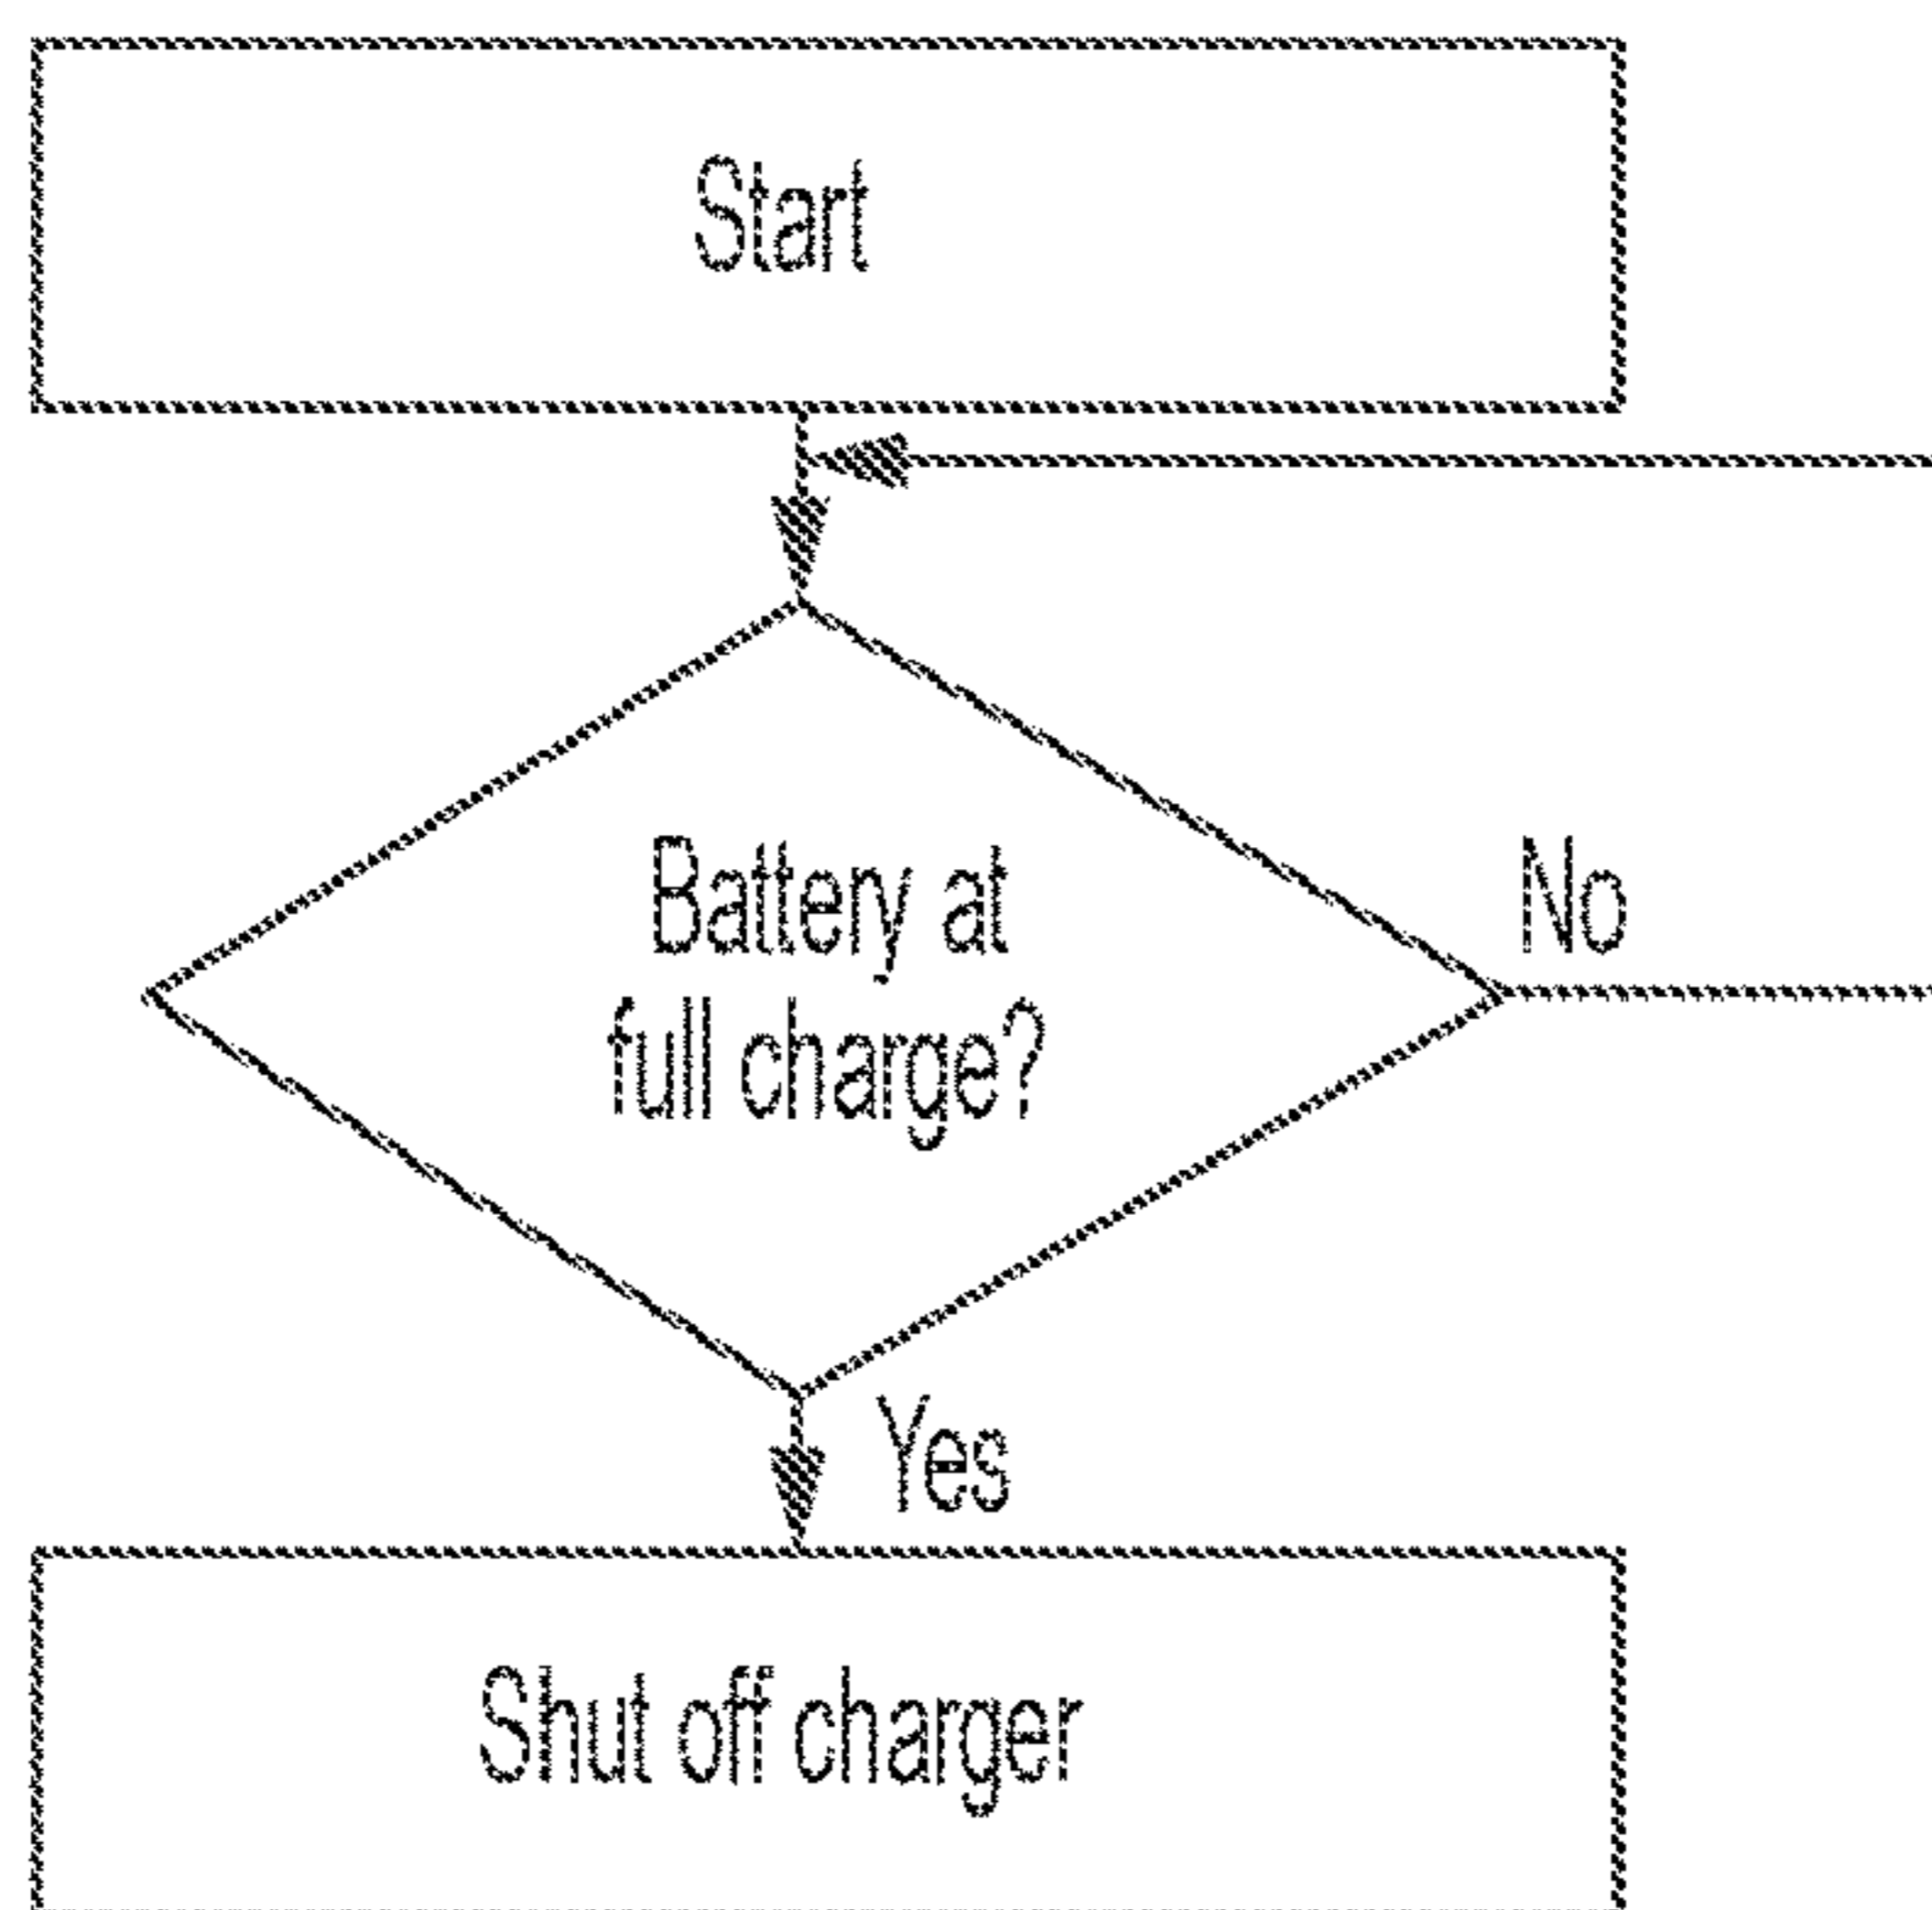 Start
Battery at
full charge?
No
Yes
Shut off charger